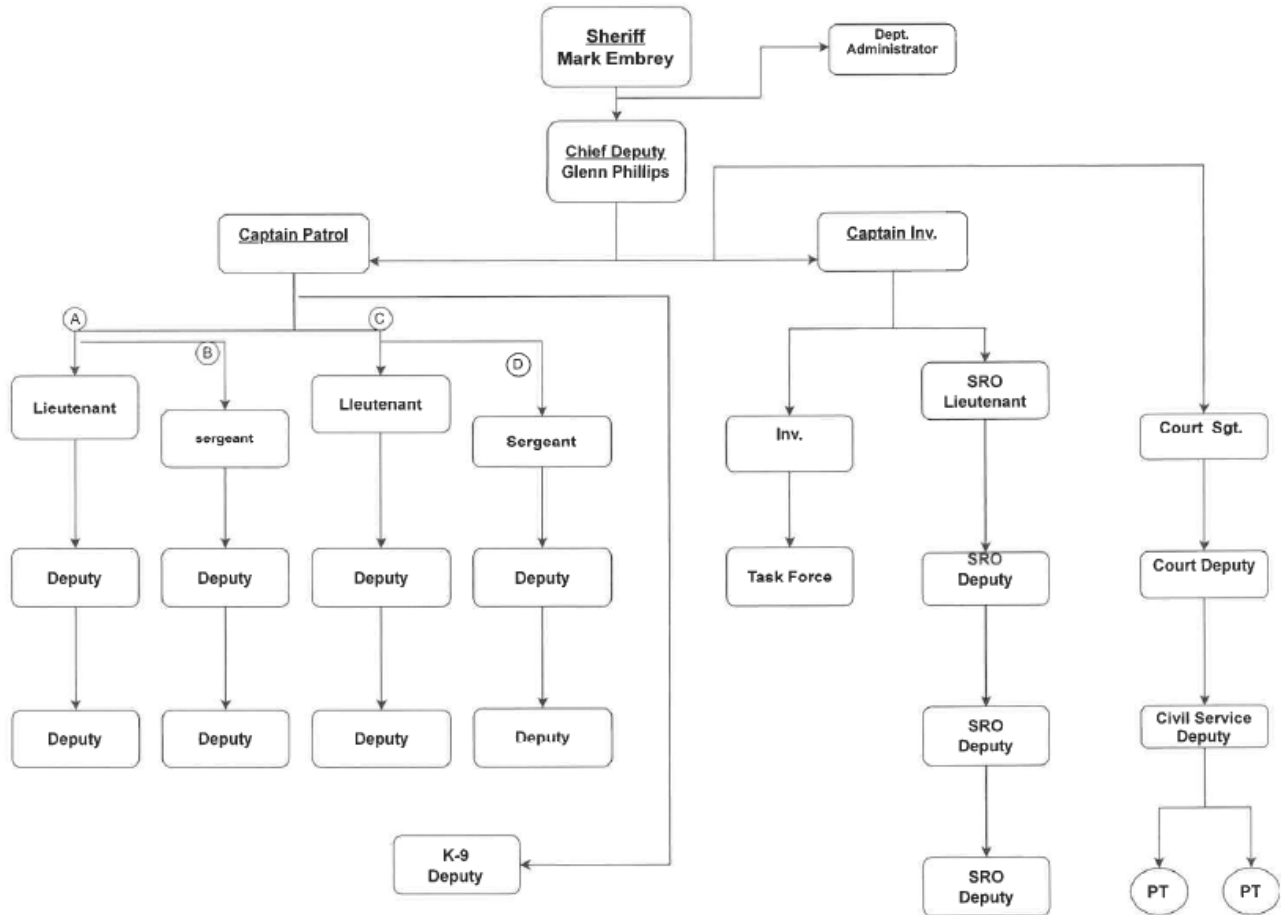 Sheriff
Mark Embrey
Dept.
Administrator
Chief Deputy
Glenn Phillips
Captain Patrol
Captain Inv.
A
C
B
D
Lieutenant
sergeant
Lieutenant
Sergeant
Inv.
SRO
Lieutenant
Court Sgt.
Deputy
Deputy
Deputy
Deputy
Task Force
SRO
Deputy
Court Deputy
Deputy
Deputy
Deputy
Deputy
SRO
Deputy
Civil Service
Deputy
K-9
Deputy
SRO
Deputy
PT
PT